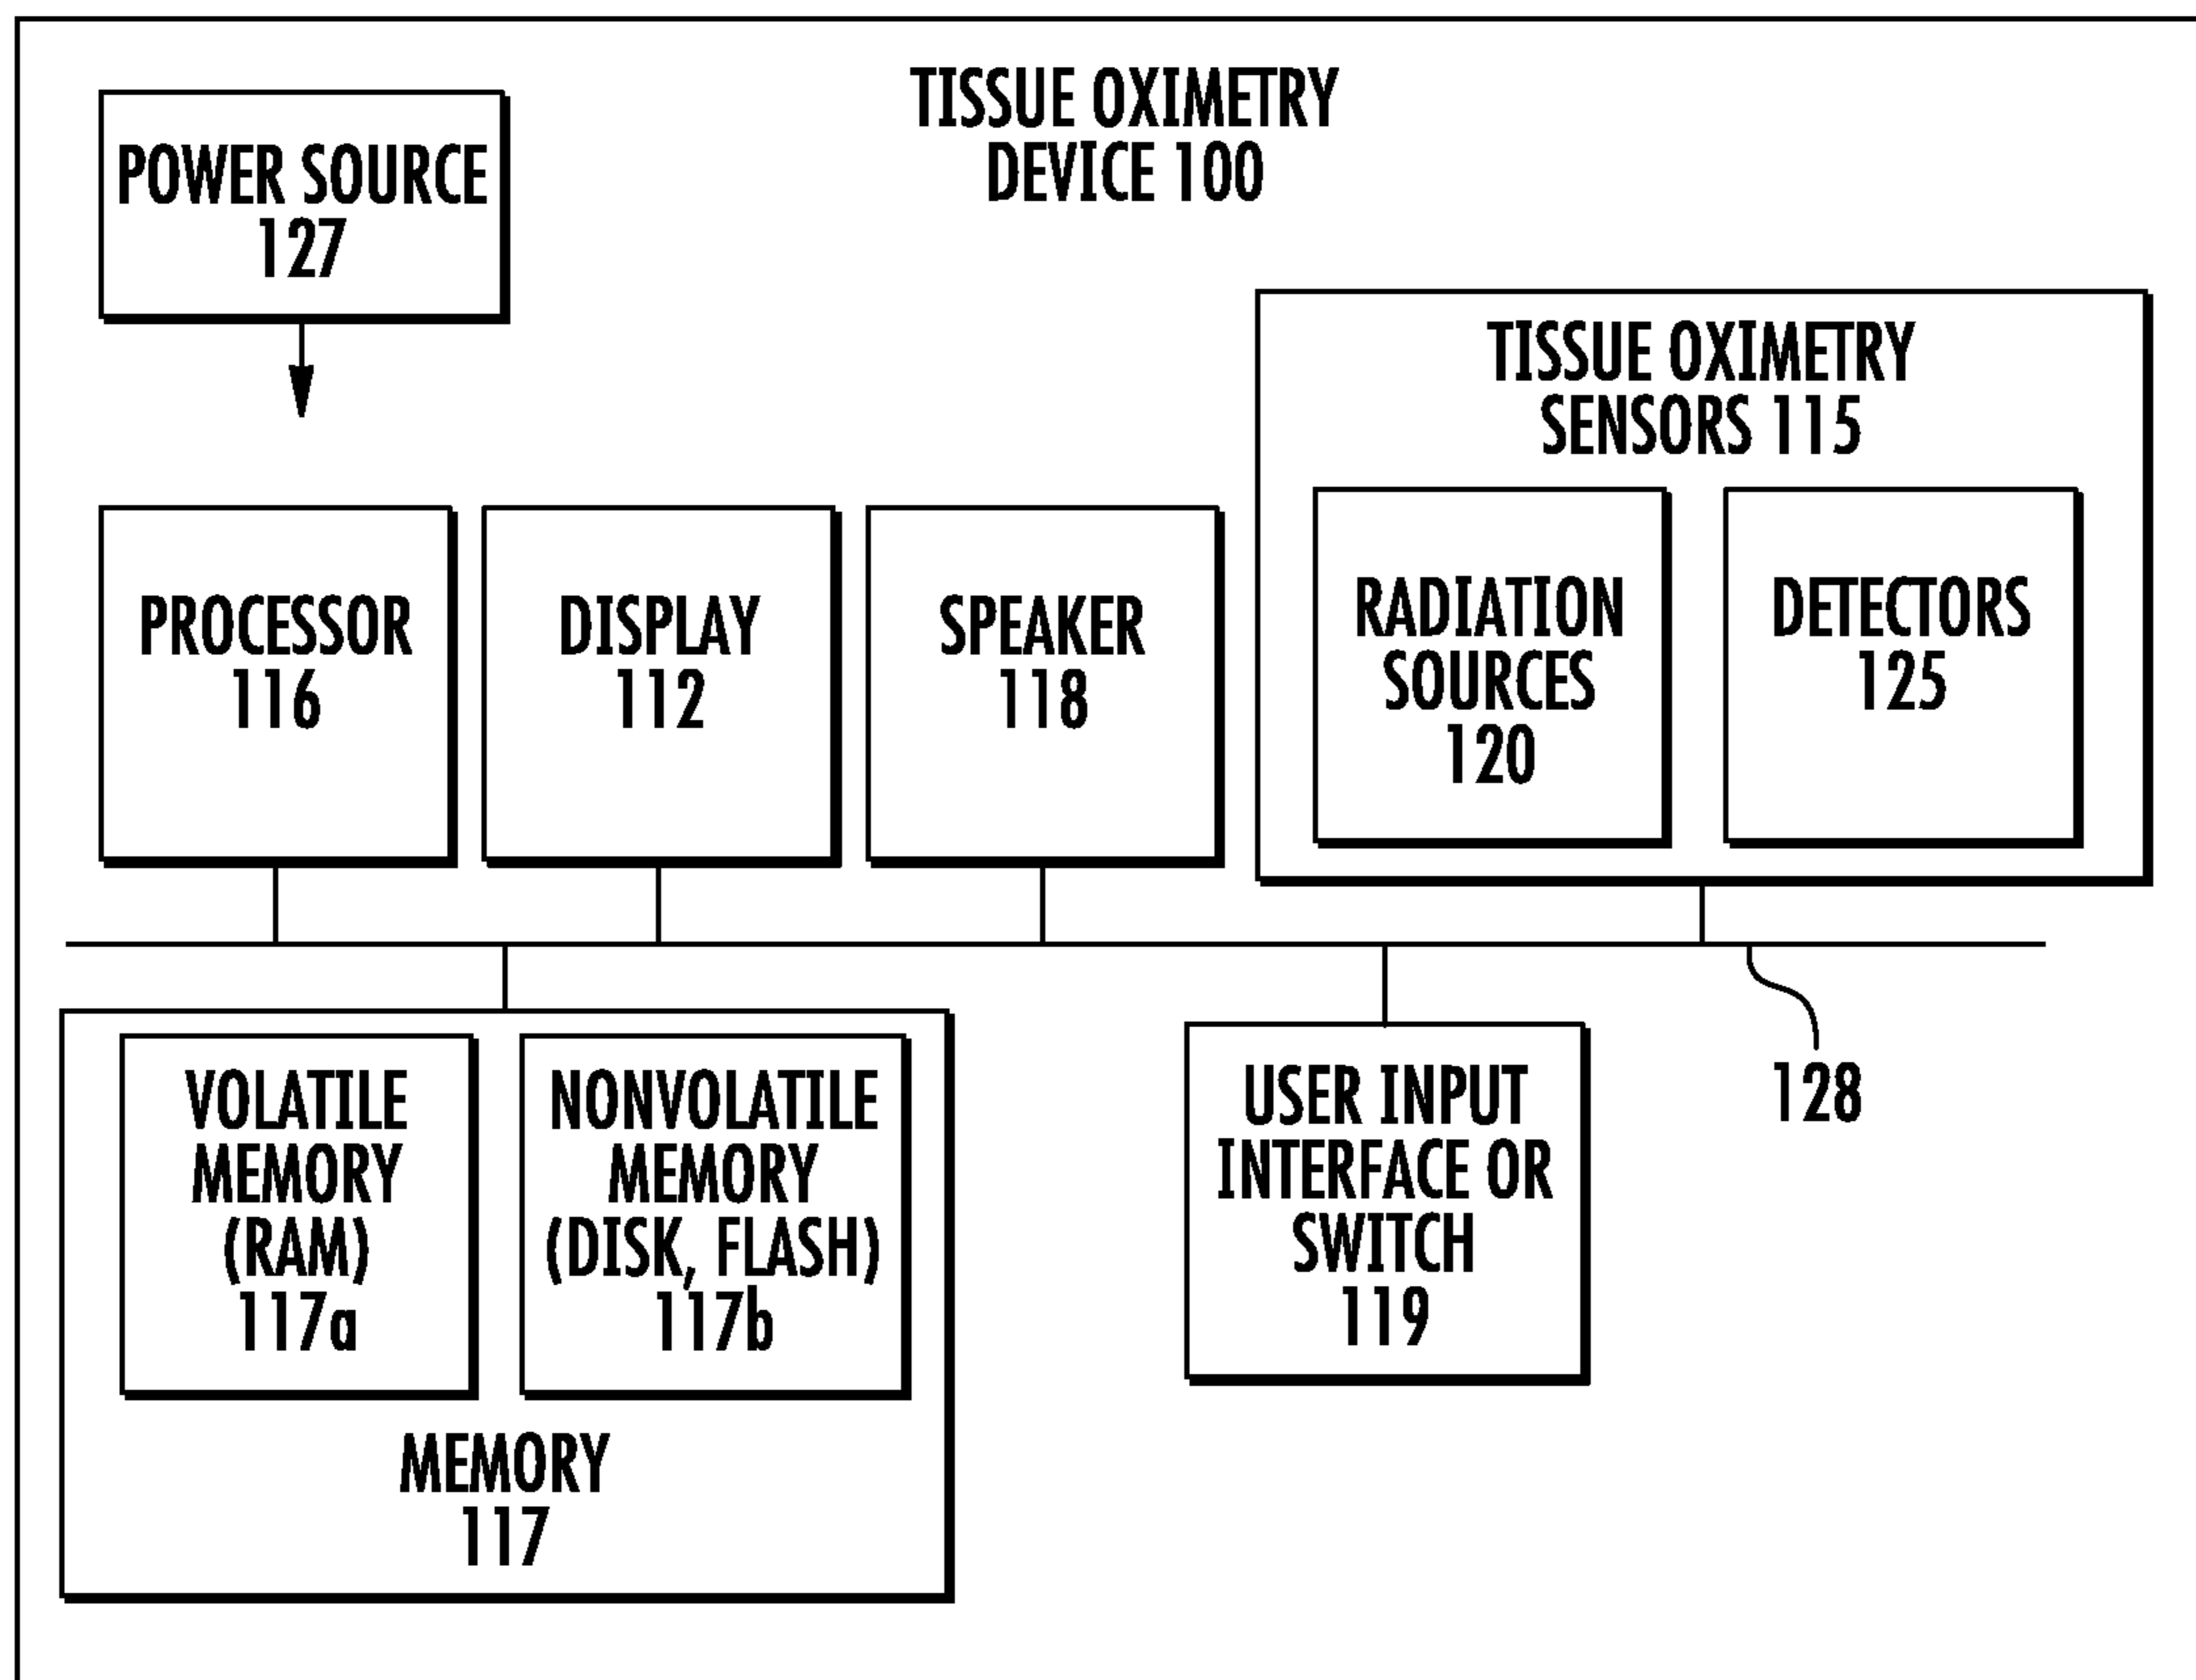 TISSUE OXIMETRY
DEVICE 100
POWER SOURCE
127
TISSUE OXIMETRY
SENSORS 115
PROCESSOR
116
DISPLAY
112
SPEAKER
118
RADIATION
SOURCES
120
DETECTORS
125
VOLATILE
MEMORY
(RAM)
117a
NONVOLATILE
MEMORY
(DISK, FLASH)
117b
MEMORY
117
USER INPUT
INTERFACE OR
SWITCH
119
128